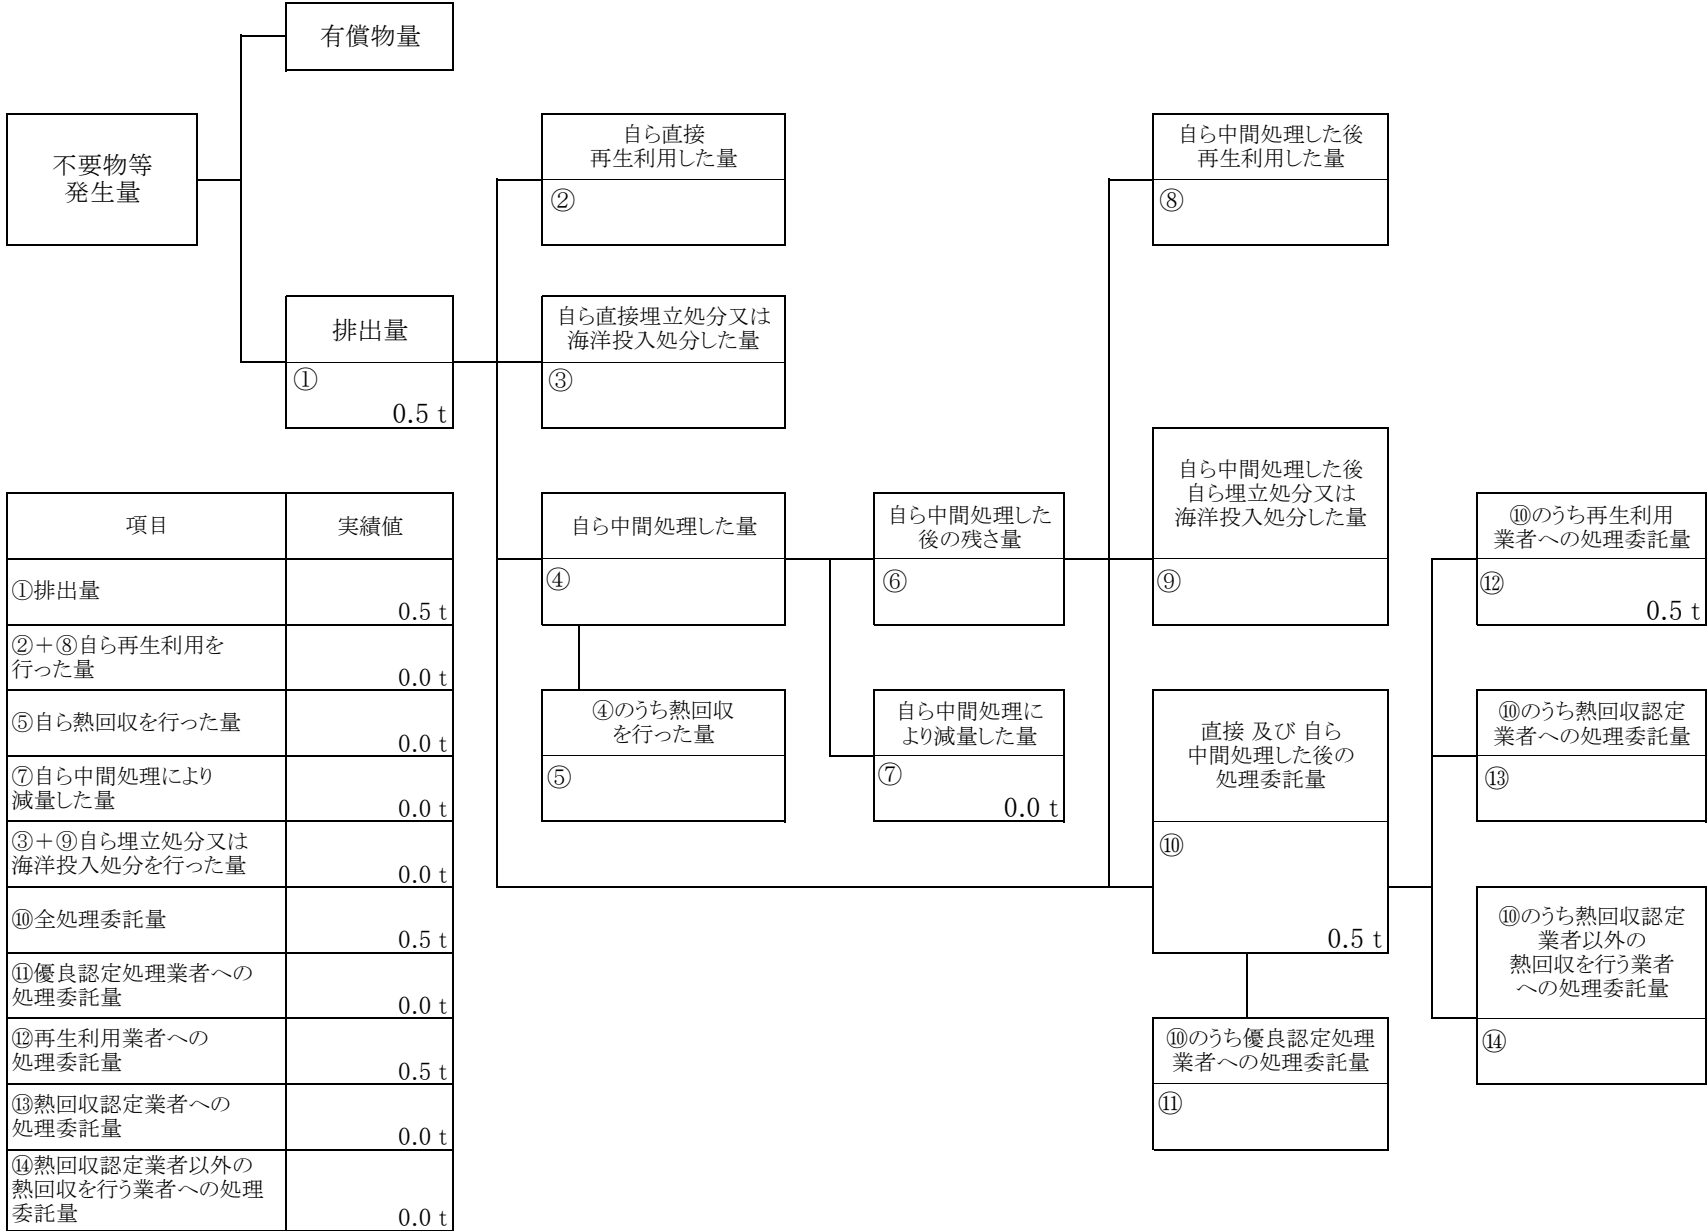 有償物量
不要物等
発生量
自ら直接
再生利用した量
②
自ら中間処理した後
再生利用した量
⑧
排出量
①
0.5 t
自ら直接埋立処分又は
海洋投入処分した量
③
自ら中間処理した量
④
自ら中間処理した
後の残さ量
⑥
自ら中間処理した後
自ら埋立処分又は
海洋投入処分した量
⑨
⑩のうち再生利用
業者への処理委託量
⑫
0.5 t
④のうち熱回収
を行った量
⑤
自ら中間処理に
より減量した量
⑦
0.0 t
直接 及び 自ら
中間処理した後の
処理委託量
⑩
0.5 t
⑩のうち熱回収認定
業者への処理委託量
⑬
⑩のうち熱回収認定
業者以外の
熱回収を行う業者
への処理委託量
⑭
⑩のうち優良認定処理
業者への処理委託量
⑪
項目 実績値
①排出量
0.5 t
②＋⑧自ら再生利用を
行った量
0.0 t
⑤自ら熱回収を行った量
0.0 t
⑦自ら中間処理により
減量した量
0.0 t
③＋⑨自ら埋立処分又は
海洋投入処分を行った量
0.0 t
⑩全処理委託量
0.5 t
⑪優良認定処理業者への
処理委託量
0.0 t
⑫再生利用業者への
処理委託量
0.5 t
⑬熱回収認定業者への
処理委託量
0.0 t
⑭熱回収認定業者以外の
熱回収を行う業者への処理
委託量
0.0 t